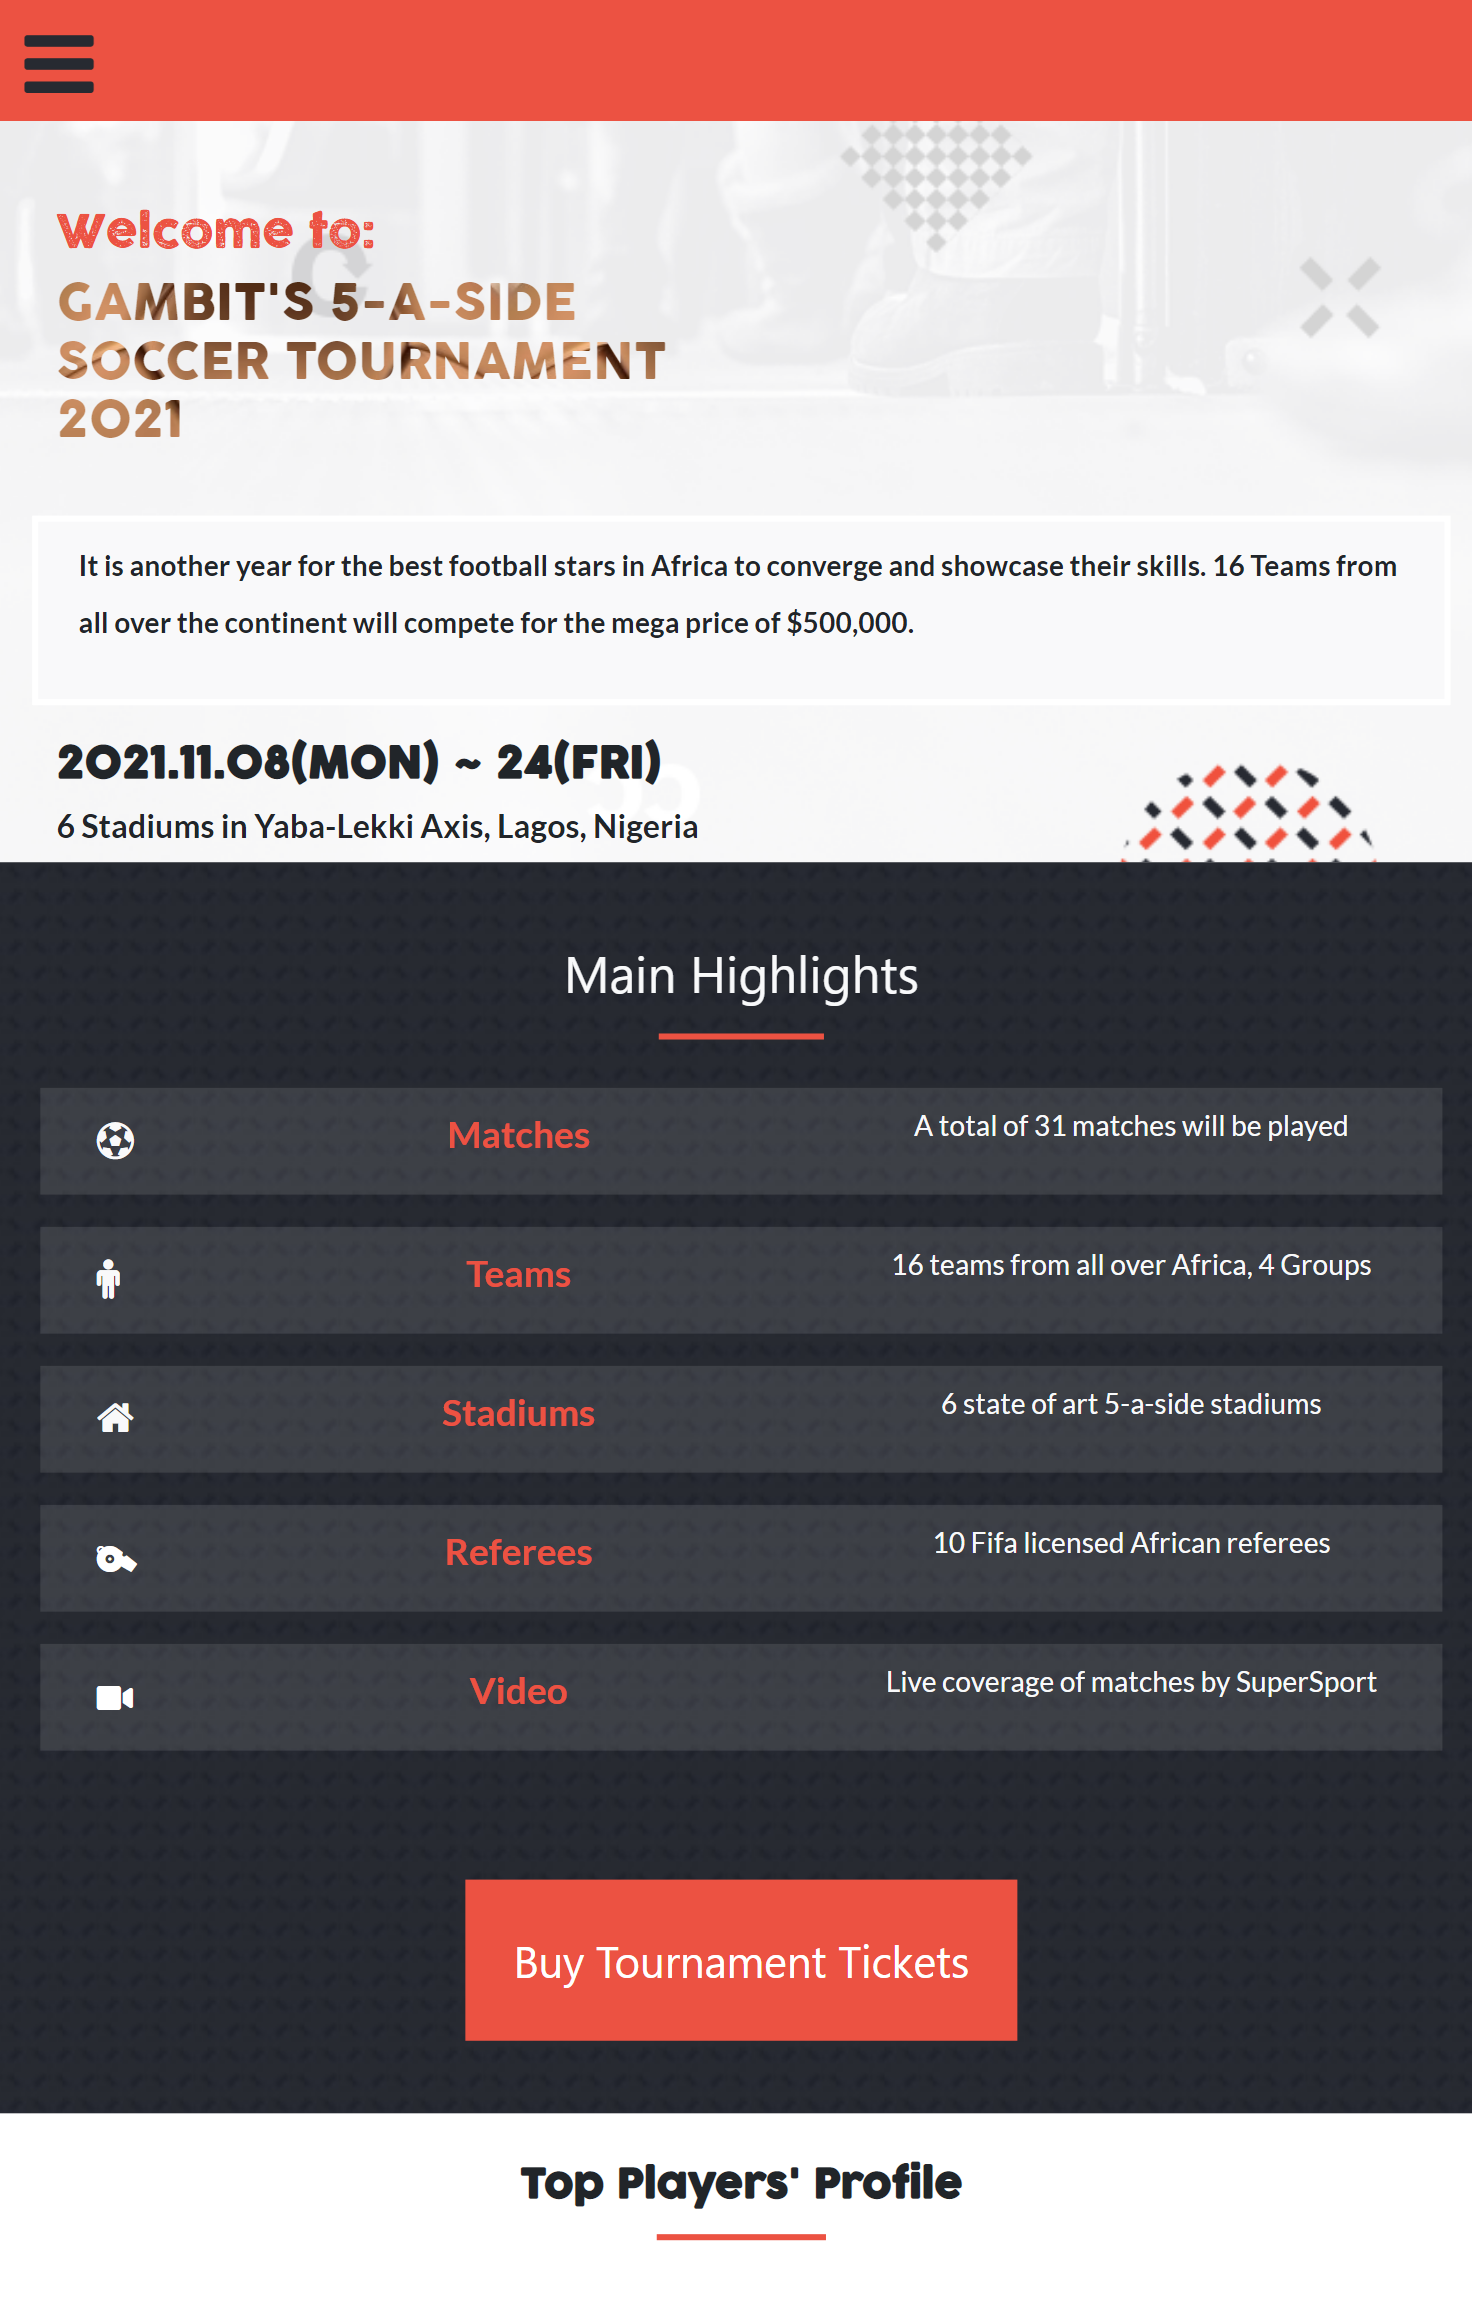 Welcome to:
GAMBIT'S 5-A-SIDE
SOCCER TOURNAMENT
2021
It is another year for the best football stars in Africa to converge and showcase their skills. 16 Teams from
all over the continent will compete for the mega price of $500,000.
2021.11.08(MON) ~ 24(FRI)
6 Stadiums in Yaba-Lekki Axis, Lagos, Nigeria
Main Highlights
Matches
A total of 31 matches will be played
Teams
16 teams from all over Africa, 4 Groups
Stadiums
6 state of art 5-a-side stadiums
Referees
10 Fifa licensed African referees
Video
Live coverage of matches by SuperSport
Buy Tournament Tickets
Top Players' Profile